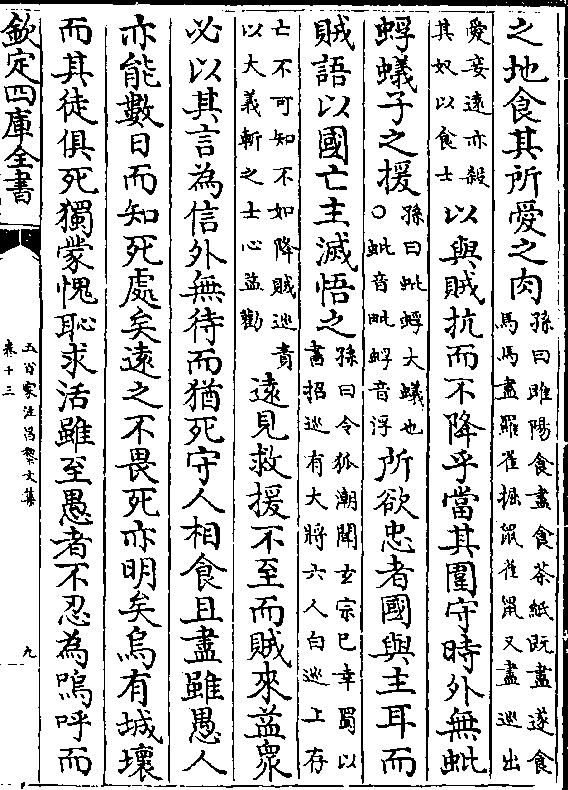 之地食其所愛之肉孫曰睢陽食盡食茶紙既盡遂食
馬馬盡羅雀掘鼠雀鼠又盡巡出
愛妾遠亦殺
其奴以食士以與賊抗而不降乎當其圍守時外無蚍
蜉蟻子之援孫曰蚍蜉大蟻也
○蚍音毗蜉音浮所欲忠者國與主耳而
賊語以國亡主滅悟之孫曰令狐潮聞玄宗已幸蜀以
書招巡有大將六人白巡上存
亡不可知不如降賊巡責
以大義斬之士心益勸遠見救援不至而賊來益衆
必以其言為信外無待而猶死守人相食且盡雖愚人
亦能數日而知死處矣遠之不畏死亦明矣烏有城壞
而其徒俱死獨蒙愧恥求活雖至愚者不忍為嗚呼而
欽定四庫全書
五百家注昌黎文集
卷十三
九